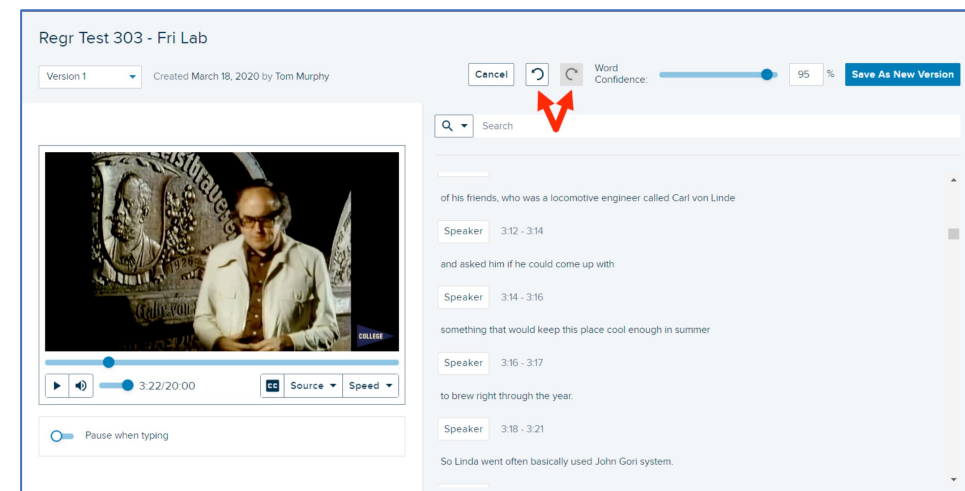 Regr Test 303 - Fri Lab
Version 1 Created March 18, 2020 by Tom Murphy
Cancel Word Confidence: 95 % Save As New Version
Search
COLLEGE
3:22/20:00 CC Source Speed
Pause when typing
of his friends, who was a locomotive engineer called Carl von Linde
Speaker 3:12 - 3:14
and asked him if he could come up with
Speaker 3:14 - 3:16
something that would keep this place cool enough in summer
Speaker 3:16 - 3:17
to brew right through the year.
Speaker 3:18 - 3:21
So Linda went often basically used John Gori system.